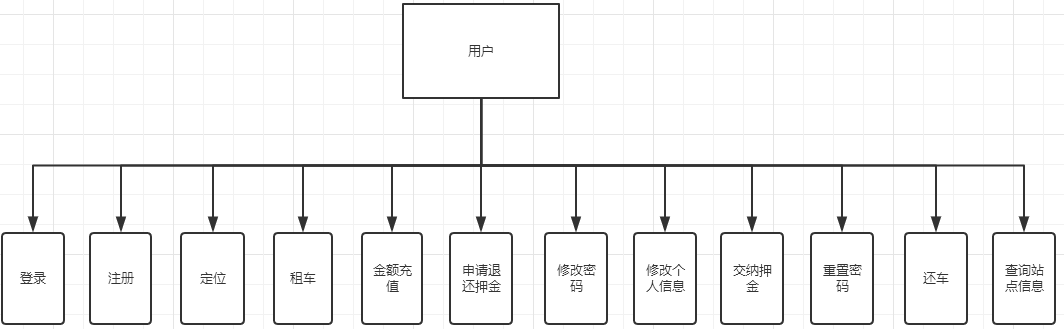 用户
登录
注册
定位
租车
金额充
值
申请退
还押金
修改密
码
修改个
人信息
交纳押
金
重置密
码
还车
查询站
点信息